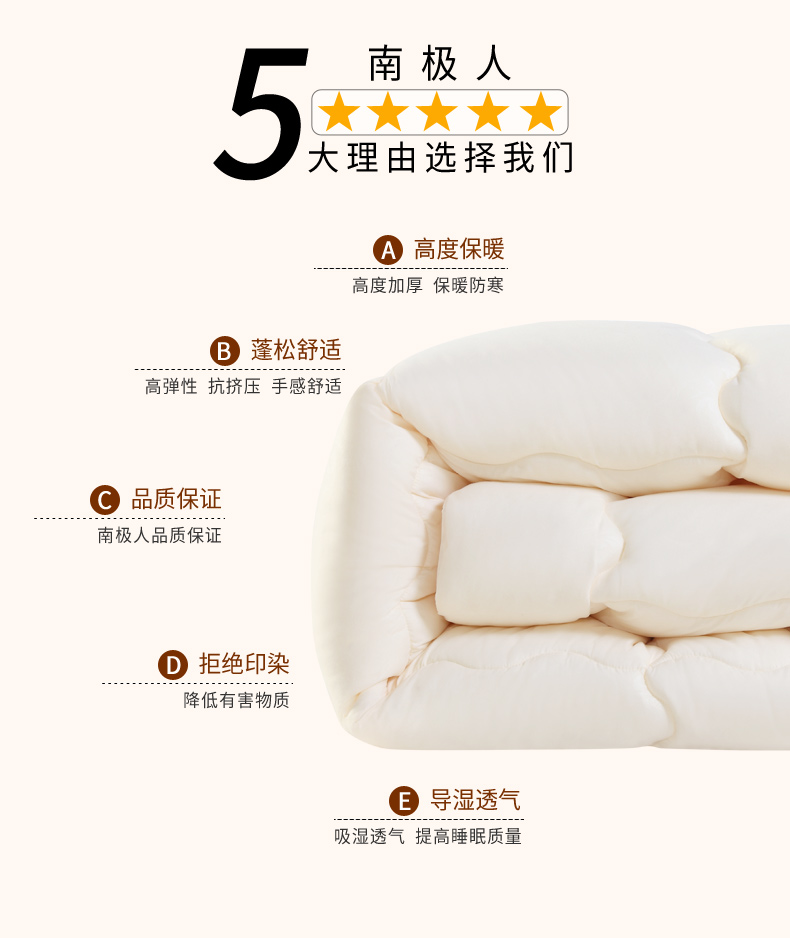 南极人
5
大理由选择我们
A 高度保暖
高度加厚 保暖防寒
B 蓬松舒适
高弹性 抗挤压 手感舒适
C 品质保证
南极人品质保证
D 拒绝印染
降低有害物质
E 导湿透气
吸湿透气 提高睡眠质量